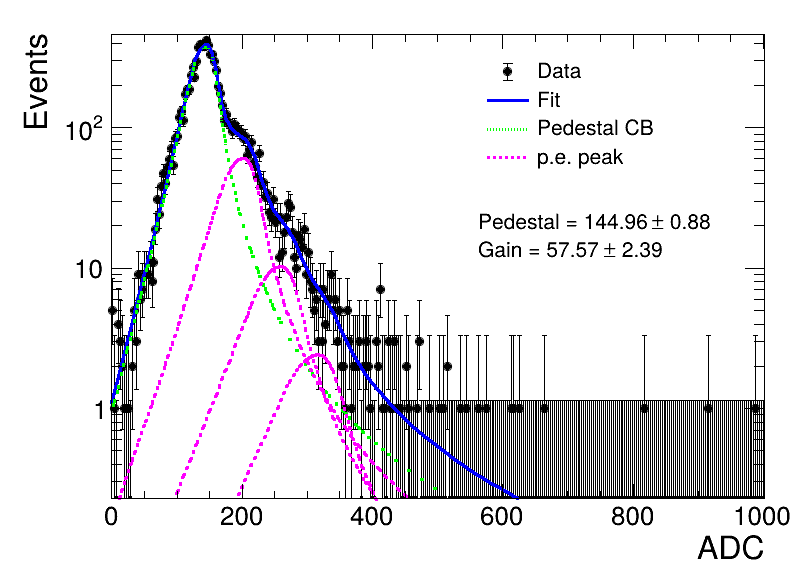 Events
Data
Fit
Pedestal CB
p.e. peak
Pedestal = 144.96 ± 0.88
Gain = 57.57 ± 2.39
10²
10
1
0 200 400 600 800 1000
ADC